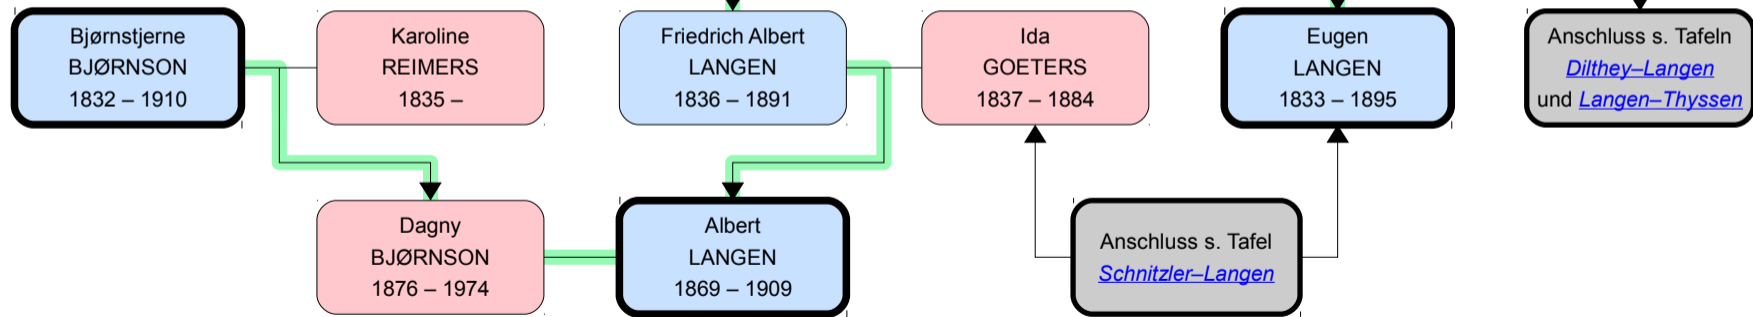 Bjørnstjerne
BJØRNSON
1832 – 1910
Karoline
REIMERS
1835 –
Friedrich Albert
LANGEN
1836 – 1891
Ida
GOETERS
1837 – 1884
Eugen
LANGEN
1833 – 1895
Anschluss s. Tafeln
Dilthey–Langen
und Langen–Thyssen
Dagny
BJØRNSON
1876 – 1974
Albert
LANGEN
1869 – 1909
Anschluss s. Tafel
Schnitzler–Langen